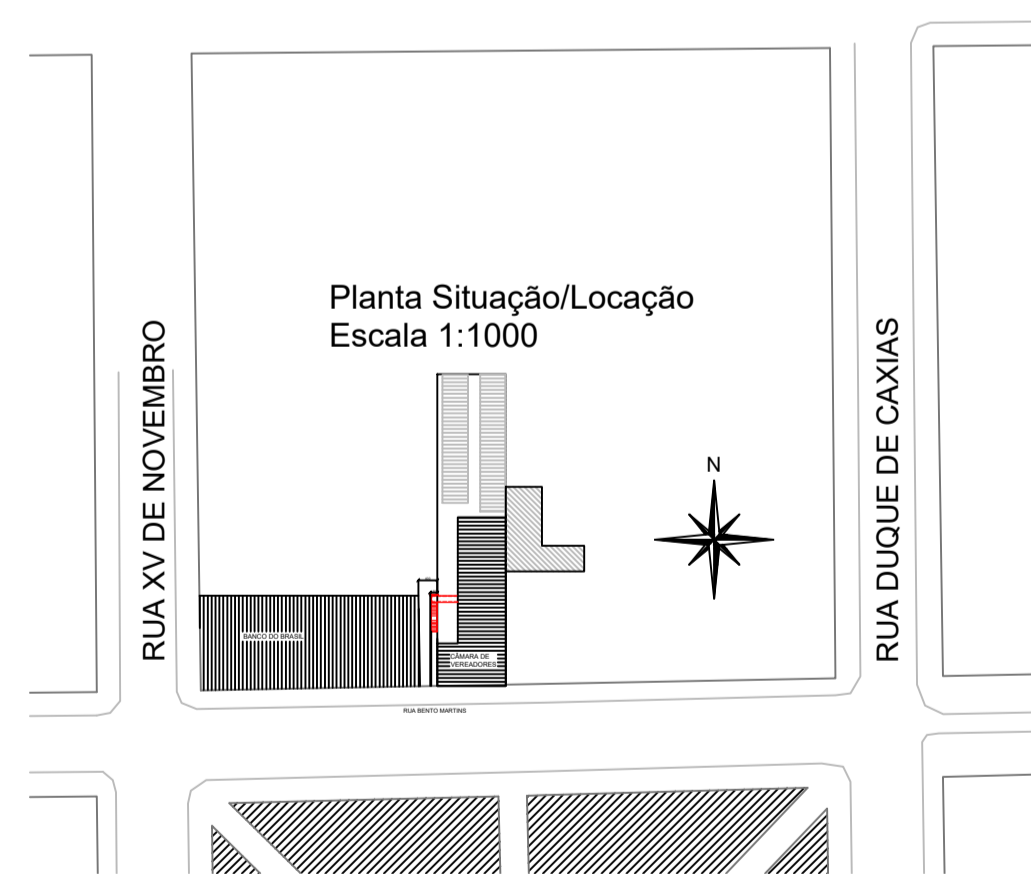 Planta Situação/Locação
Escala 1:1000
RUA XV DE NOVEMBRO
RUA DUQUE DE CAXIAS
N
BANCO DO BRASIL
CÂMARA DE
VEREADORES
RUA BENTO MARTINS